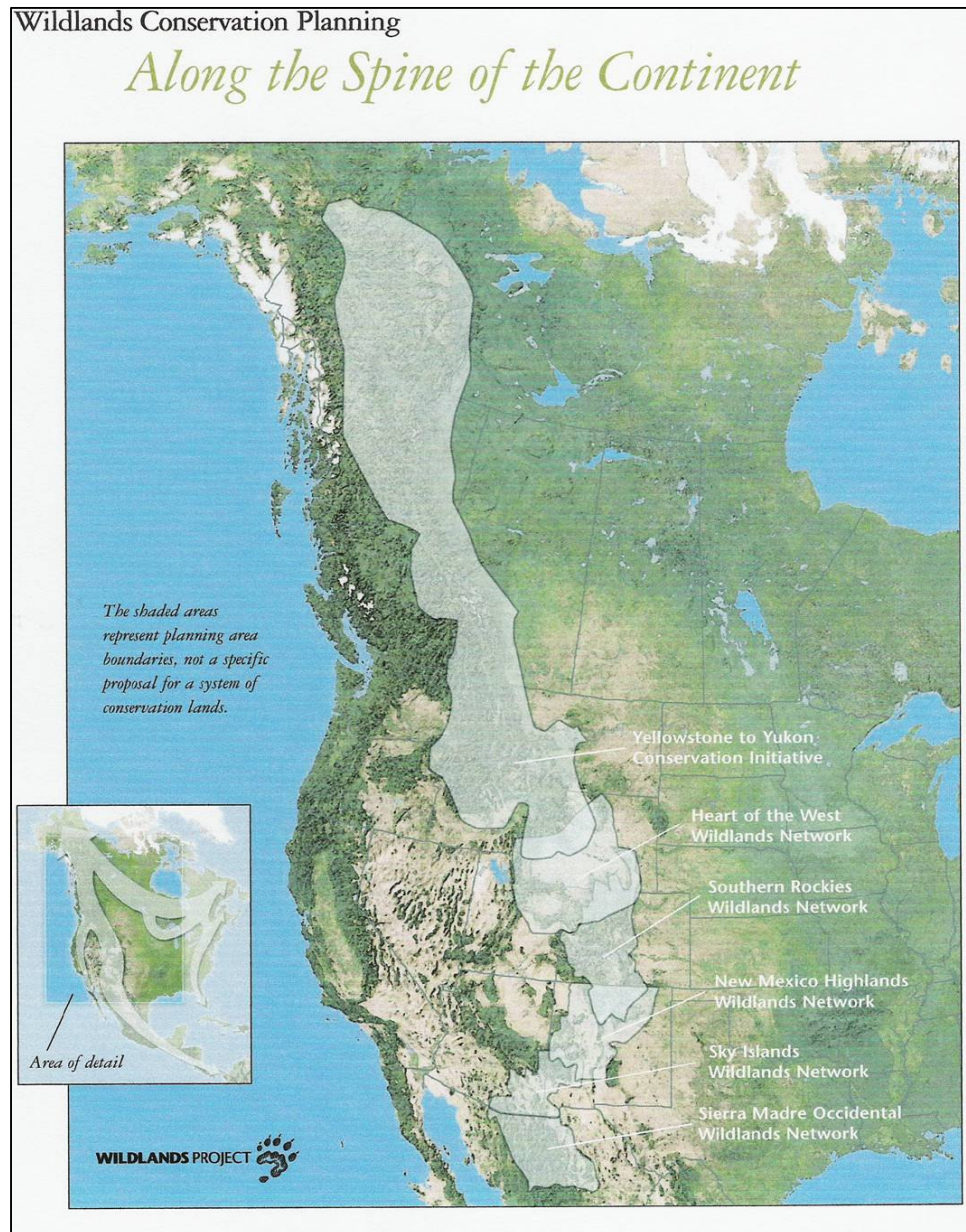 Wildlands Conservation Planning
Along the Spine of the Continent
The shaded areas
represent planning area
boundaries, not a specific
proposal for a system of
conservation lands.
Yellowstone to Yukon
Conservation Initiative
Heart of the West
Wildlands Network
Southern Rockies
Wildlands Network
New Mexico Highlands
Wildlands Network
Sky Islands
Wildlands Network
Sierra Madre Occidental
Wildlands Network
Area of detail
WILDLANDS PROJECT